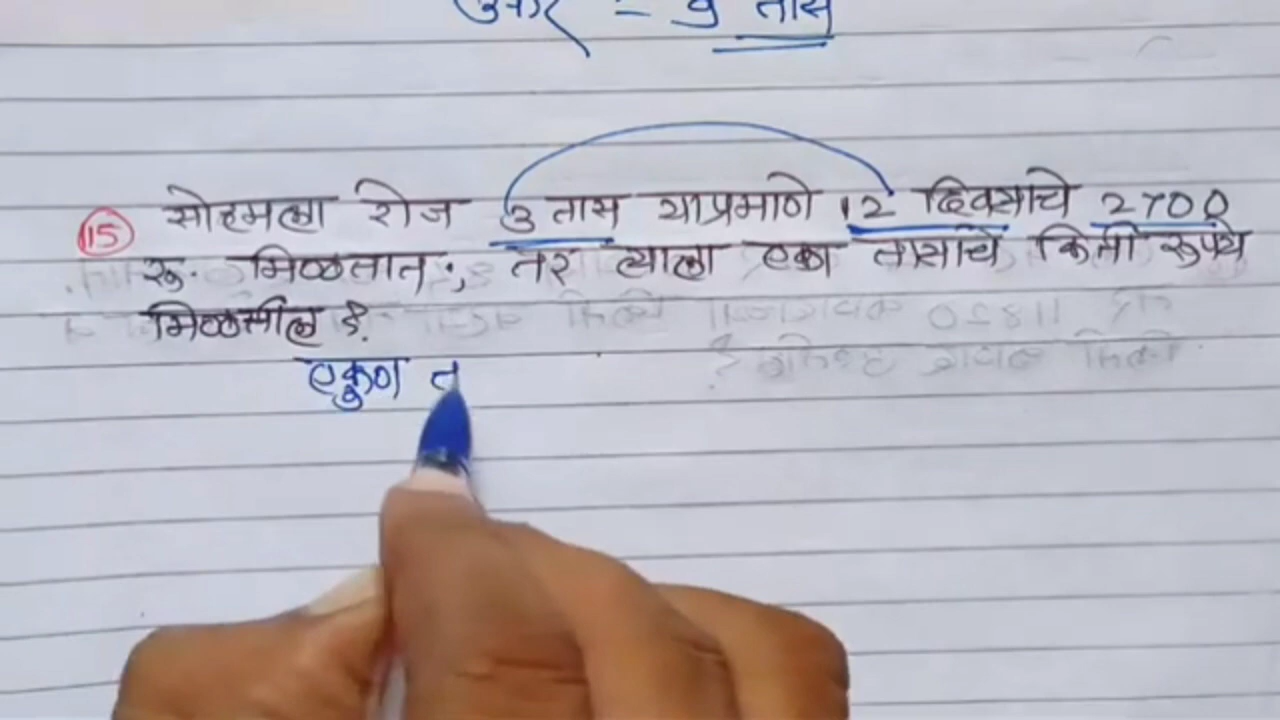 उत्तर = 9 तास
(15) सोहमला रोज 3 तास याप्रमाणे 12 दिवसांचे 2700
रु. मिळतात; तर त्याला एका तासाचे किती रुपये
मिळतील ?
एकुण त